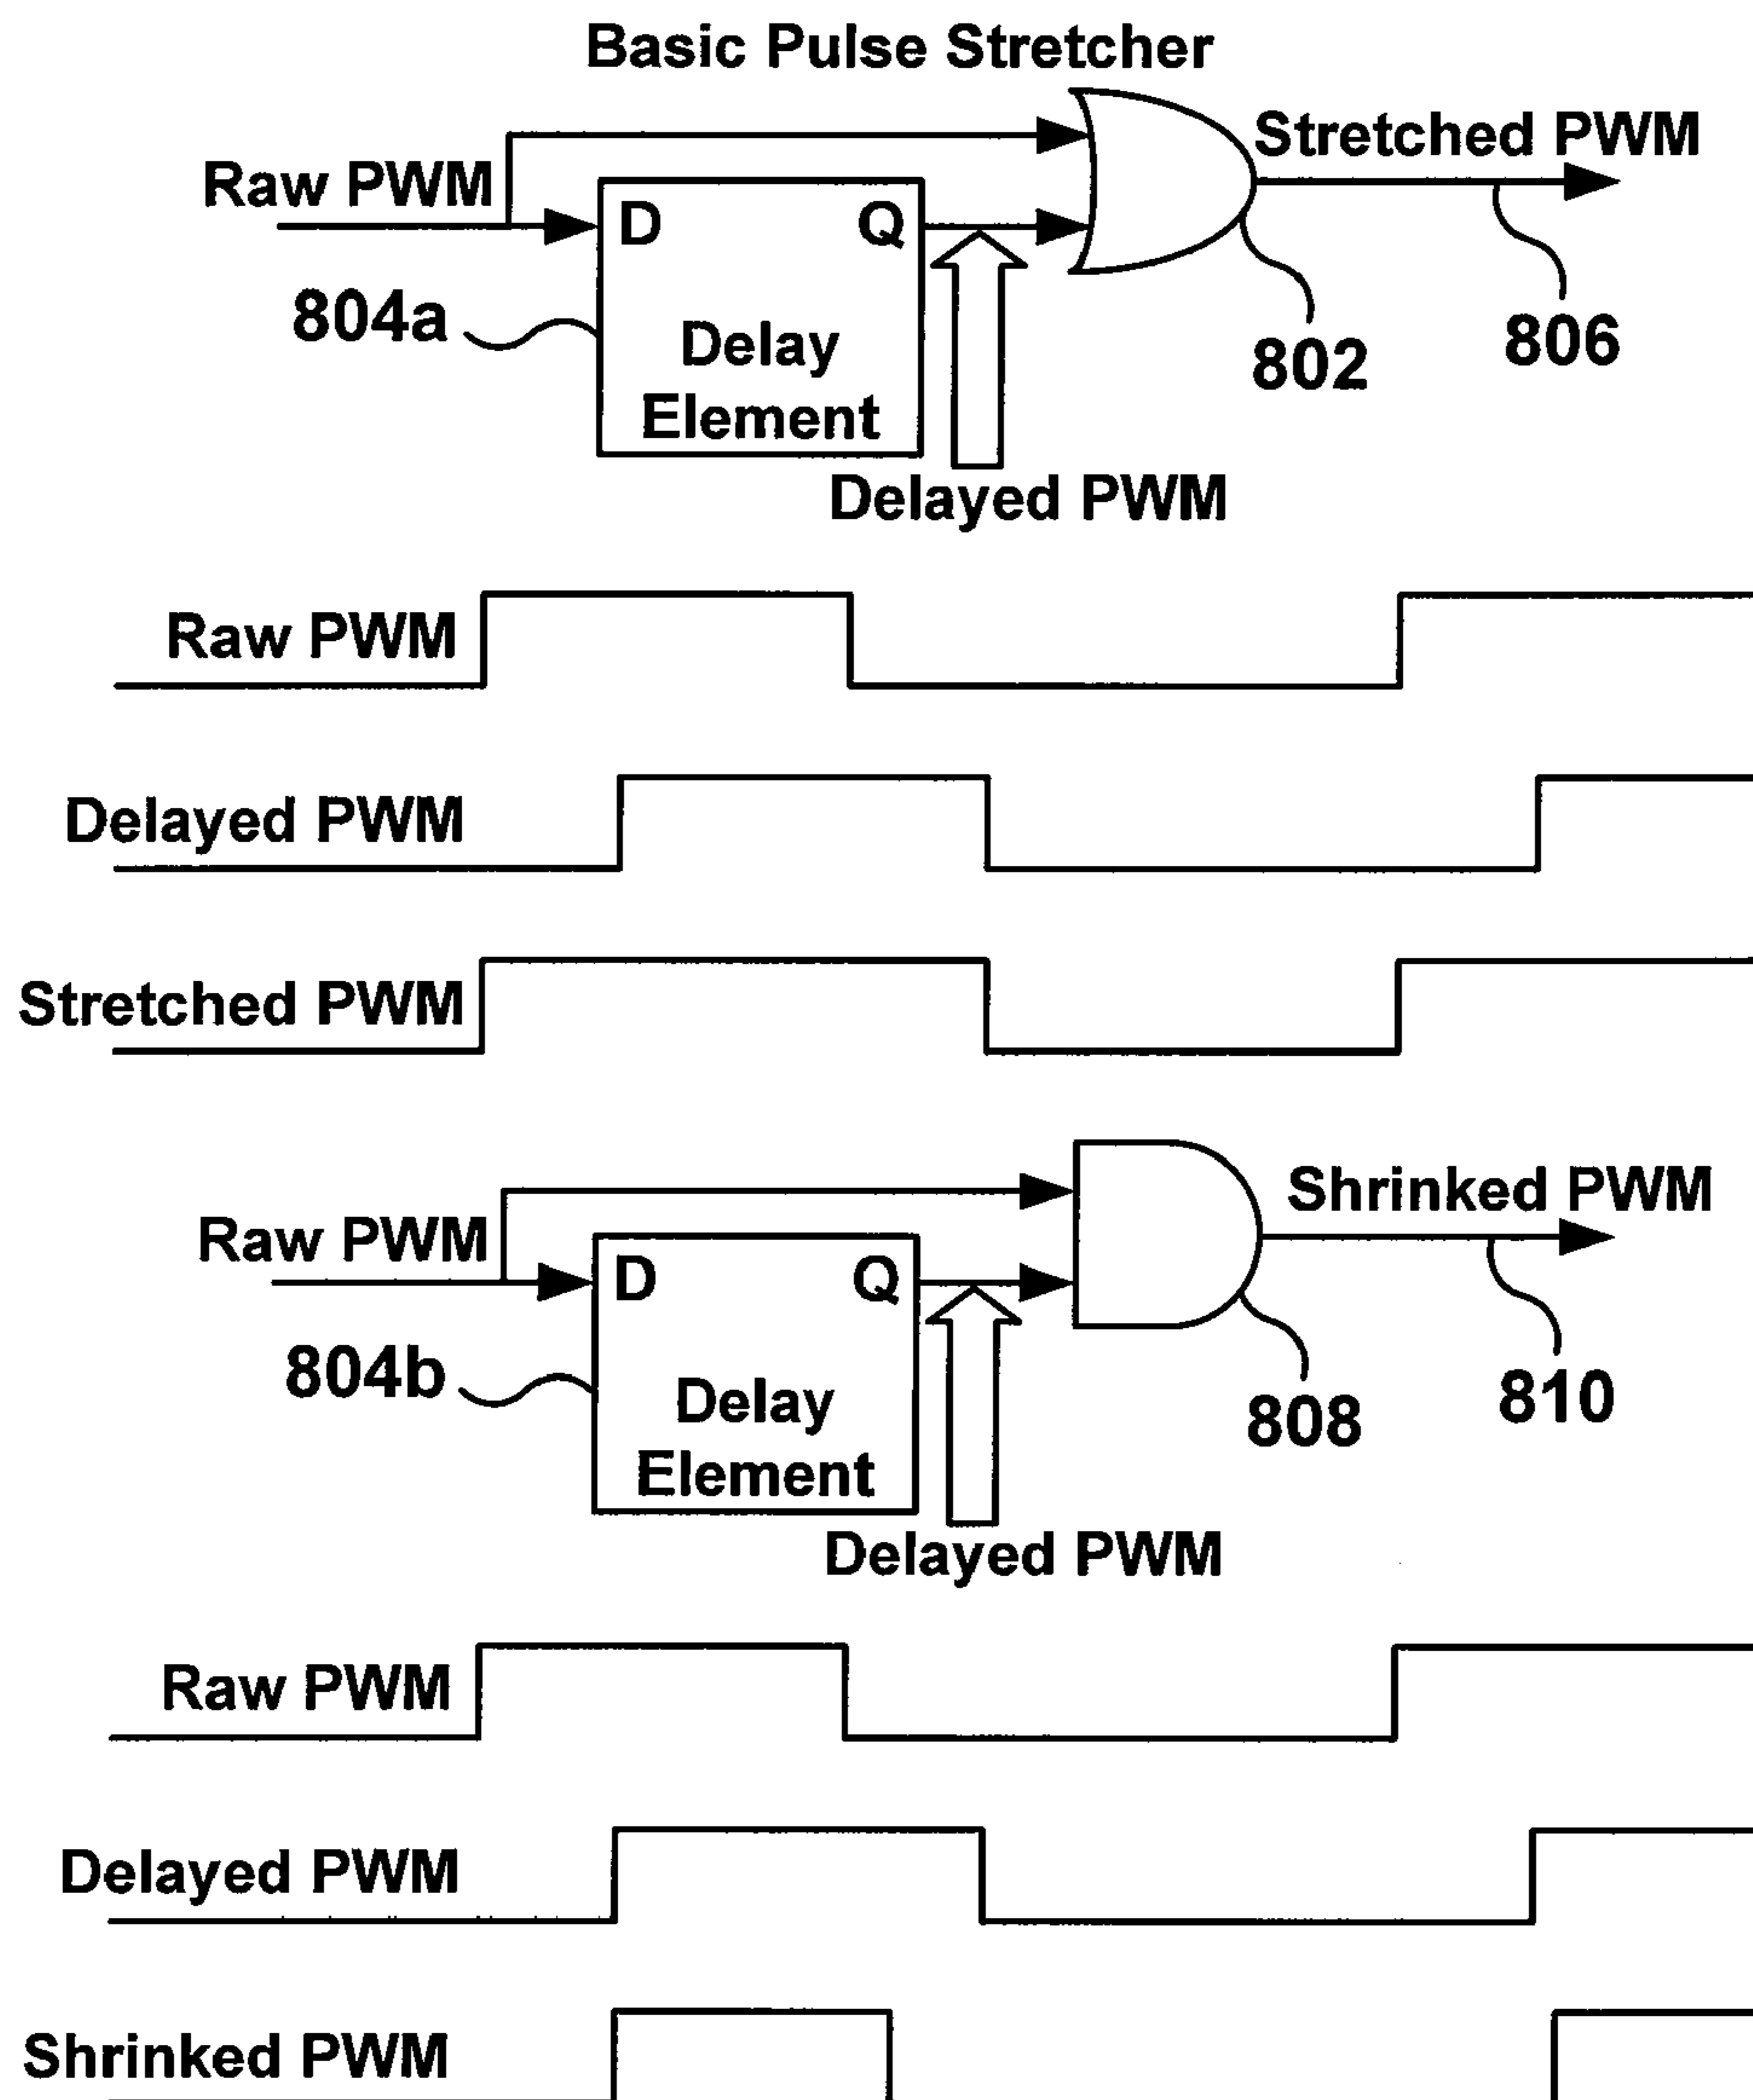 Basic Pulse Stretcher
Stretched PWM
Raw PWM
D
Q
804a
Delay
Element
802
806
Delayed PWM
Raw PWM
Delayed PWM
Stretched PWM
Shrinked PWM
Raw PWM
D
Q
804b
Delay
Element
808
810
Delayed PWM
Raw PWM
Delayed PWM
Shrinked PWM